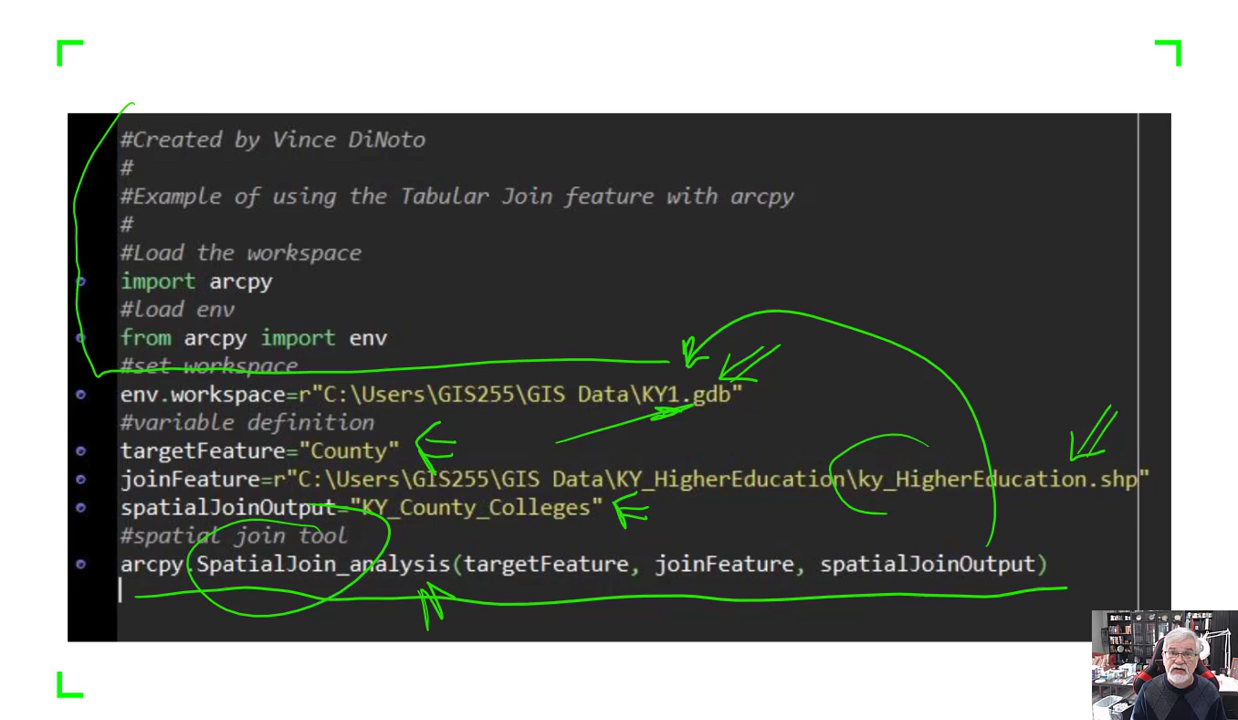 #Created by Vince DiNoto
#
#Example of using the Tabular Join feature with arcpy
#
#Load the workspace
import arcpy
#load env
from arcpy import env
#set workspace
env.workspace=r"C:\Users\GIS255\GIS Data\KY1.gdb"
#variable definition
targetFeature="County"
joinFeature=r"C:\Users\GIS255\GIS Data\KY_HigherEducation\ky_HigherEducation.shp"
spatialJoinOutput="KY_County_Colleges"
#spatial join tool
arcpy.SpatialJoin_analysis(targetFeature, joinFeature, spatialJoinOutput)